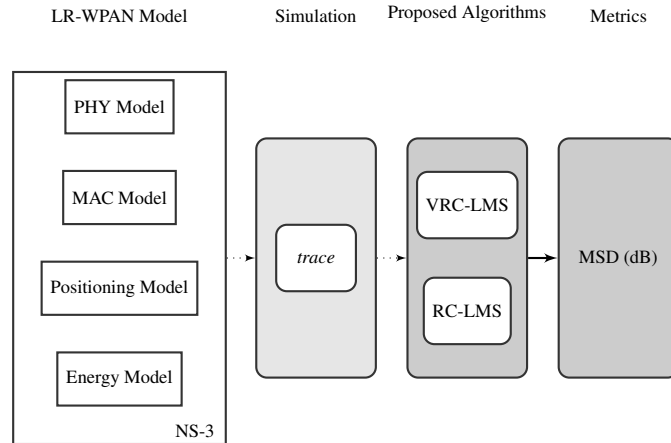 LR-WPAN Model
Simulation
Proposed Algorithms
Metrics
PHY Model
MAC Model
Positioning Model
Energy Model
NS-3
trace
VRC-LMS
RC-LMS
MSD (dB)